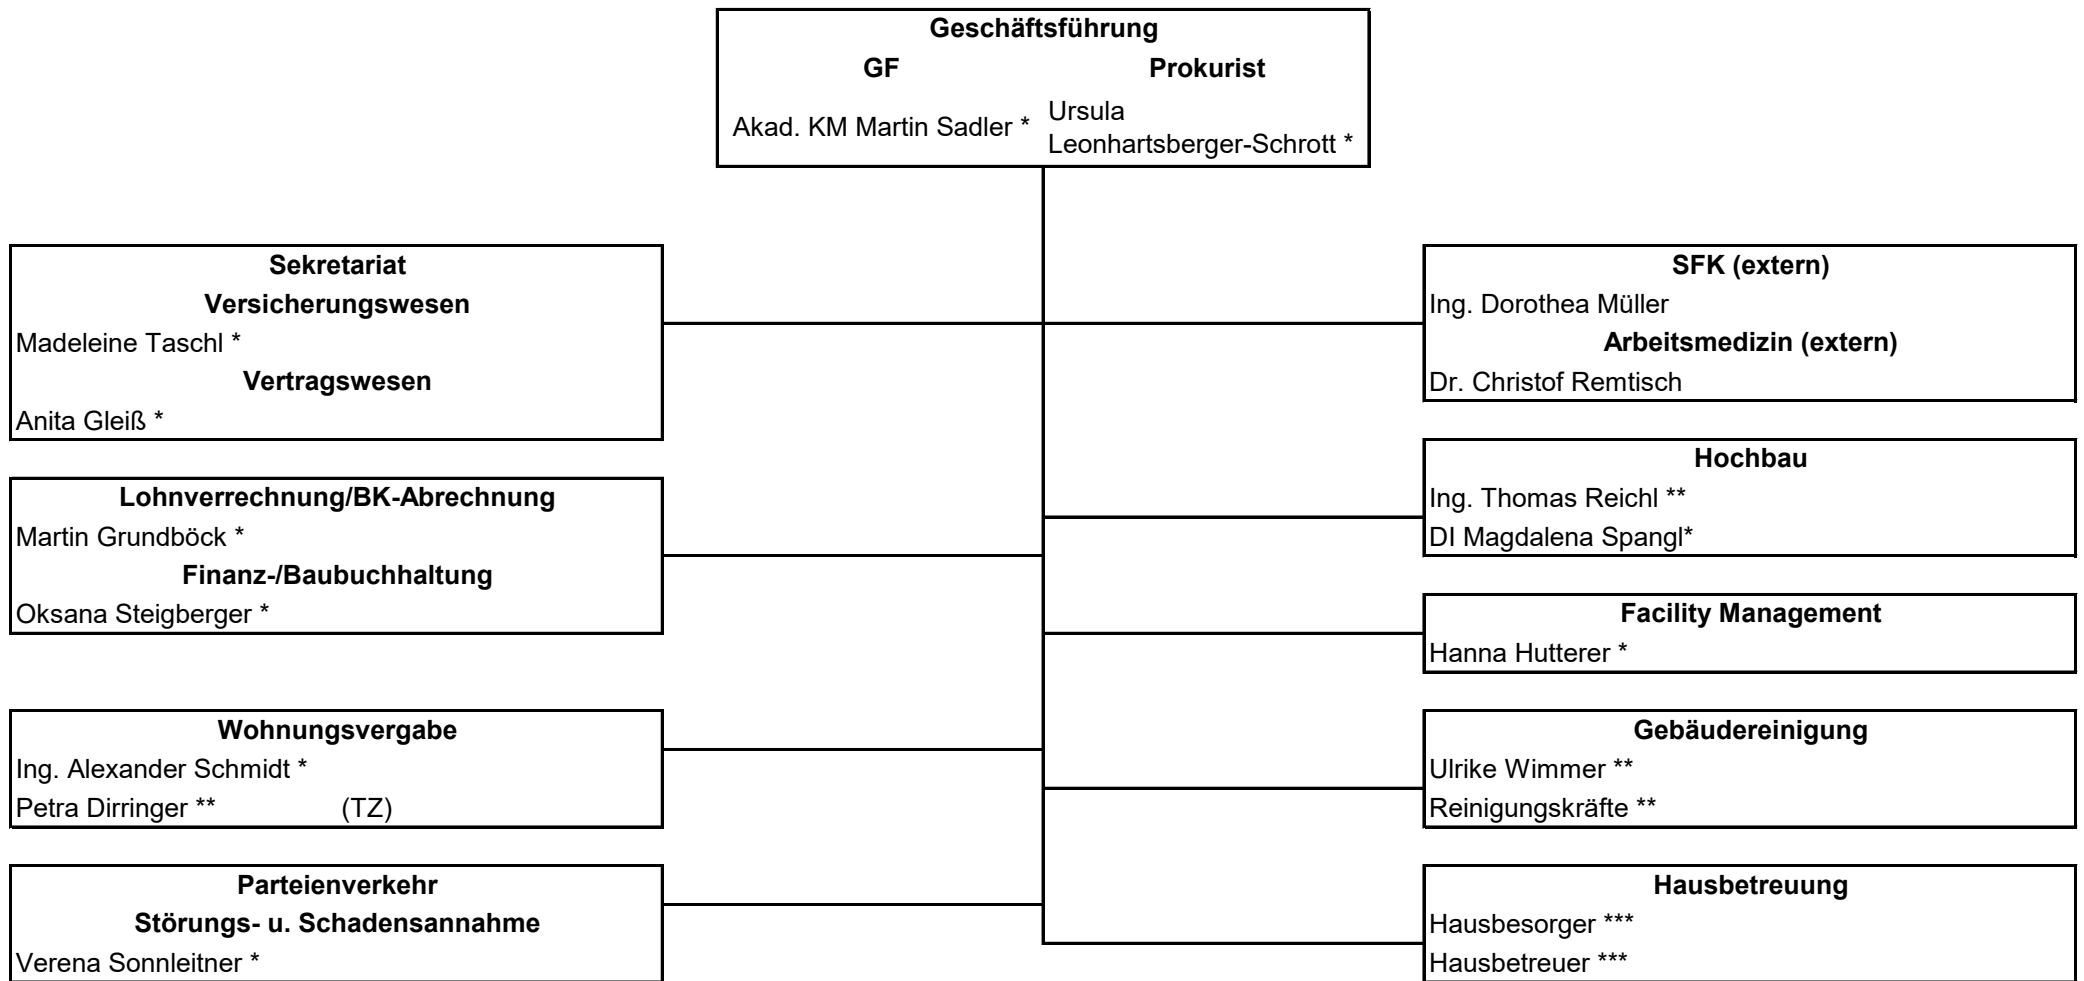 Geschäftsführung
GF Prokurist
Akad. KM Martin Sadler * Ursula
Leonhartsberger-Schrott *
Sekretariat
Versicherungswesen
Madeleine Taschl *
Vertragswesen
Anita Gleiß *
SFK (extern)
Ing. Dorothea Müller
Arbeitsmedizin (extern)
Dr. Christof Remtisch
Lohnverrechnung/BK-Abrechnung
Martin Grundböck *
Finanz-/Baubuchhaltung
Oksana Steigberger *
Hochbau
Ing. Thomas Reichl **
DI Magdalena Spangl*
Facility Management
Hanna Hutterer *
Wohnungsvergabe
Ing. Alexander Schmidt *
Petra Dirringer ** (TZ)
Gebäudereinigung
Ulrike Wimmer **
Reinigungskräfte **
Parteienverkehr
Störungs- u. Schadensannahme
Verena Sonnleitner *
Hausbetreuung
Hausbesorger ***
Hausbetreuer ***